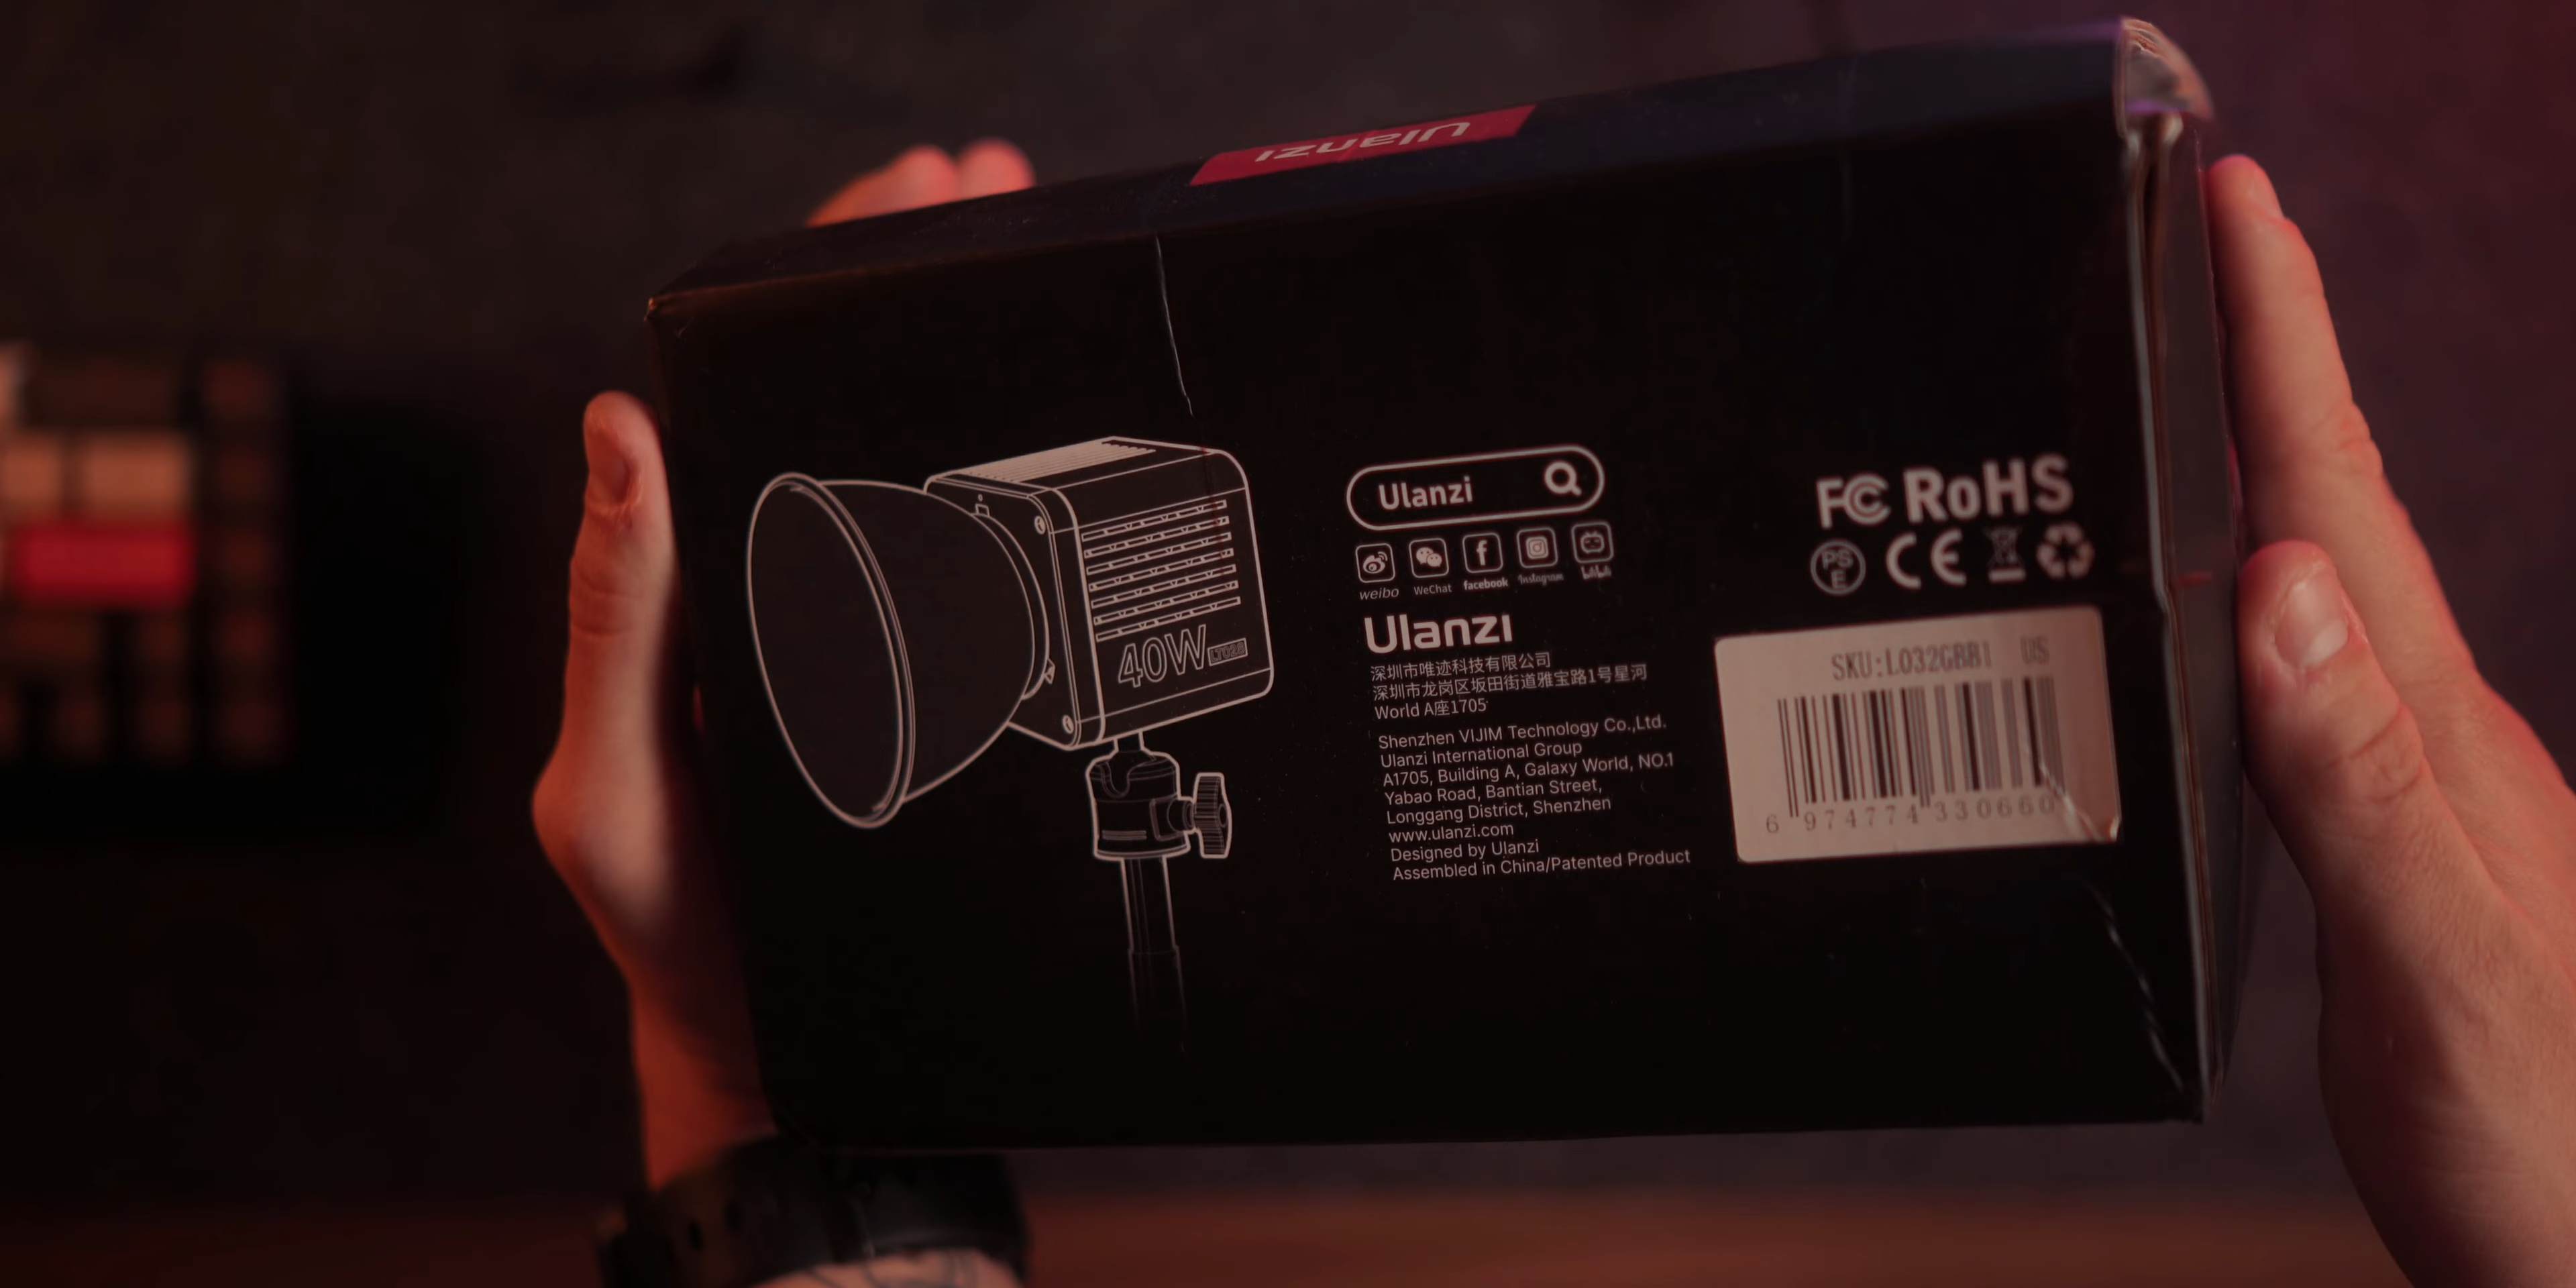 Ulanzi
Ulanzi
weibo
WeChat
facebook
Instagram
Ulanzi
深圳市唯迹科技有限公司
深圳市龙岗区坂田街道雅宝路1号星河
World A座1705
Shenzhen VIJIM Technology Co.,Ltd.
Ulanzi International Group
A1705, Building A, Galaxy World, NO.1
Yabao Road, Bantian Street,
Longgang District, Shenzhen
www.ulanzi.com
Designed by Ulanzi
Assembled in China/Patented Product
40W
FC RoHS
PSE CE
SKU:L032GBB1 US
6 974774 330660